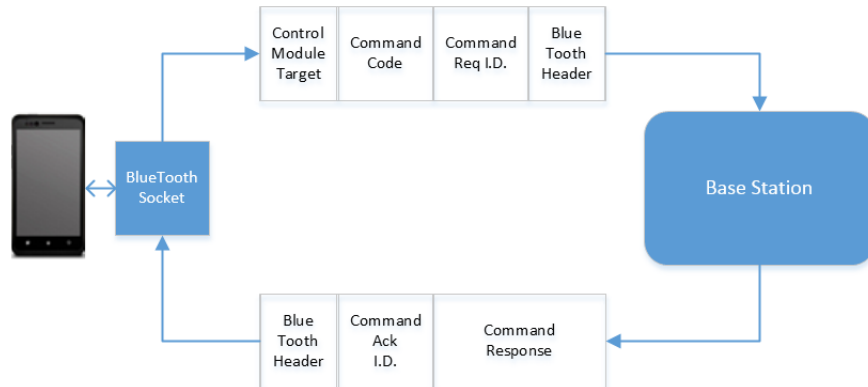 Control
Module
Target
Command
Code
Command
Req I.D.
Blue
Tooth
Header
BlueTooth
Socket
Base Station
Blue
Tooth
Header
Command
Ack
I.D.
Command
Response